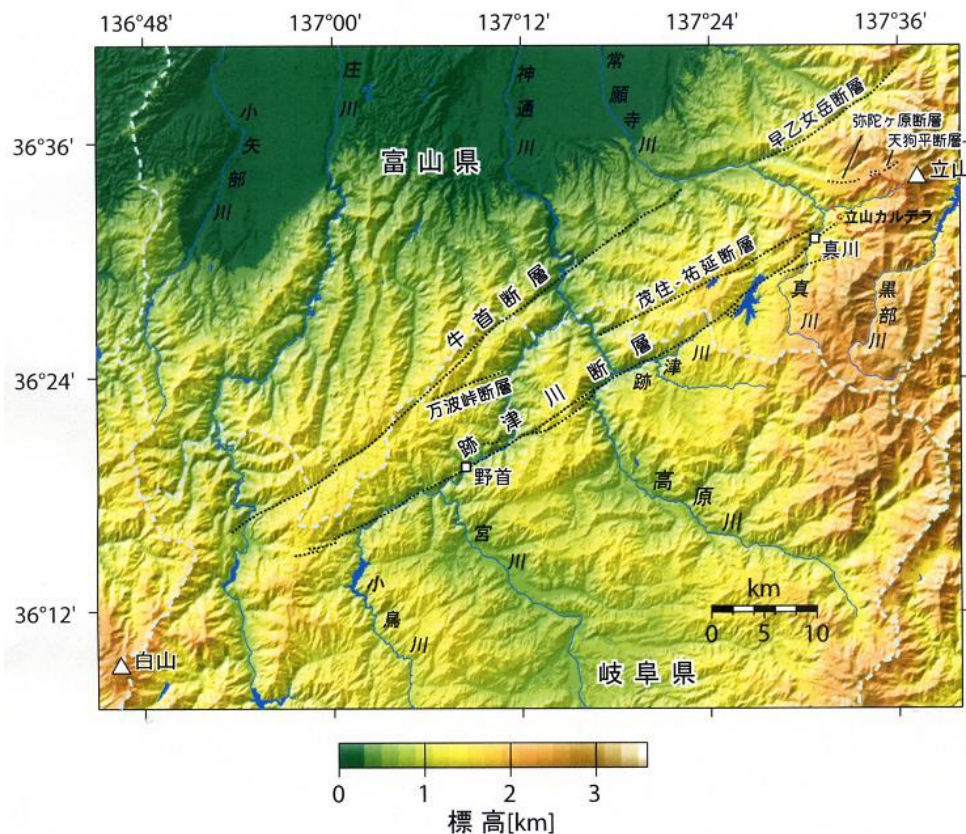 136°48' 137°00' 137°12' 137°24' 137°36'
36°36'
36°24'
36°12'
小矢部川
庄川
神通川
常願寺川
富山県
早乙女岳断層
弥陀ヶ原断層
天狗平断層
立山
立山カルデラ
真川
牛首断層
茂住-祐延断層
真川
黒部川
万波峠断層
跡津川断層
跡津川
野首
高原川
宮川
小鳥川
白山
岐阜県
km
0 5 10
0 1 2 3
標高[km]